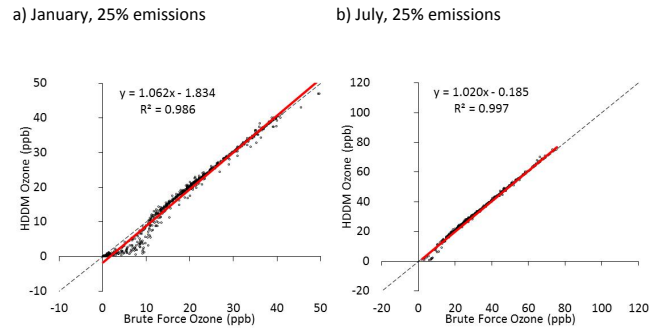 a) January, 25% emissions
b) July, 25% emissions
y = 1.062x - 1.834
R² = 0.986
HDDM Ozone (ppb)
50
40
30
20
10
0
-10
-10 0 10 20 30 40 50
Brute Force Ozone (ppb)
y = 1.020x - 0.185
R² = 0.997
HDDM Ozone (ppb)
120
100
80
60
40
20
0
-20
-20 0 20 40 60 80 100 120
Brute Force Ozone (ppb)